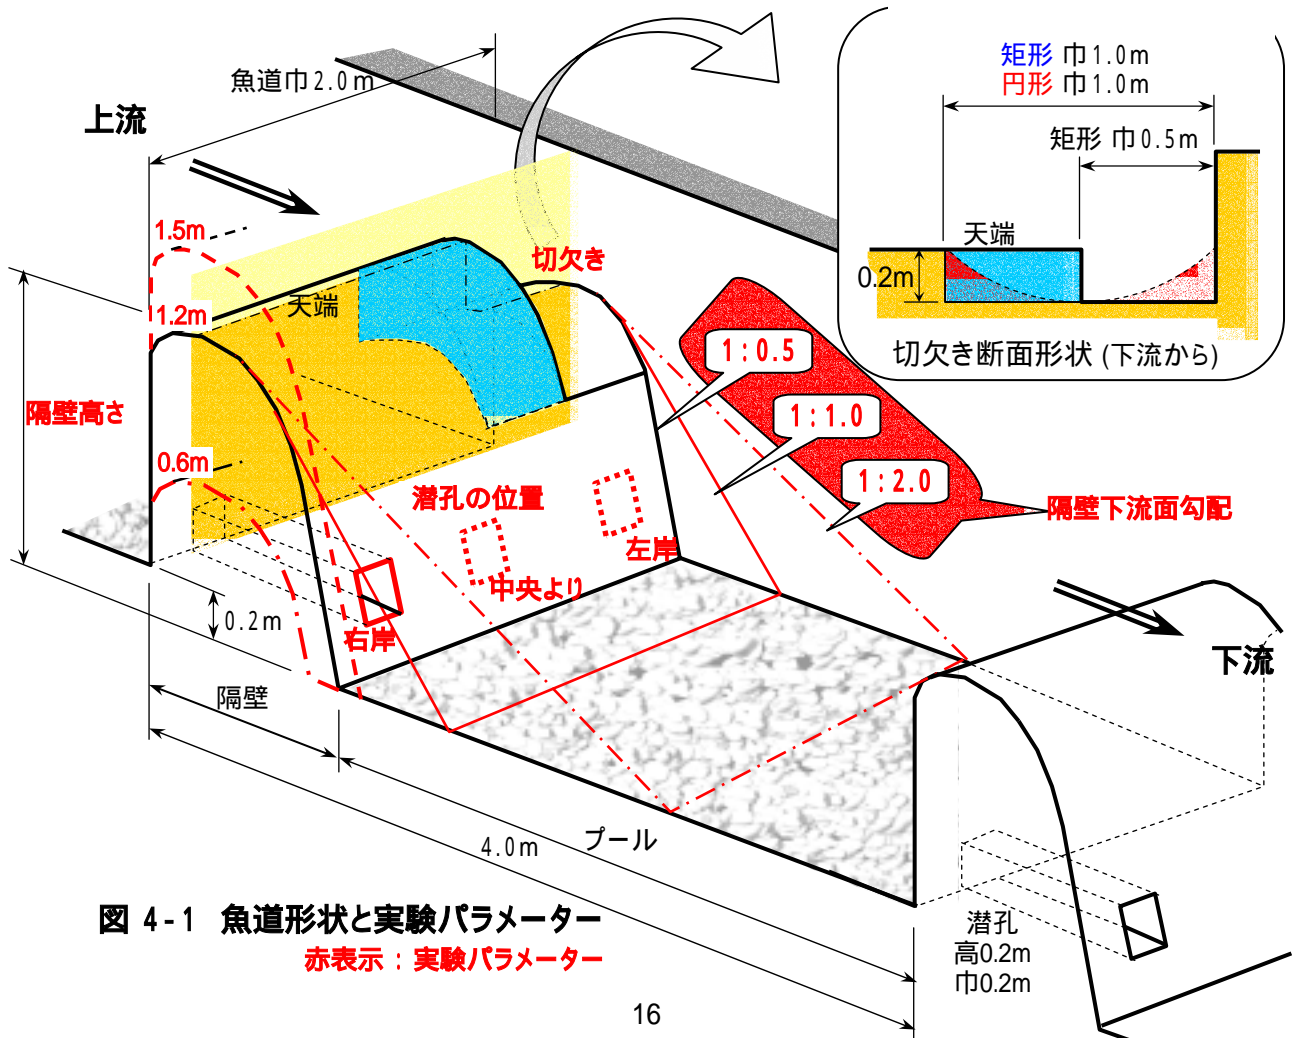 矩形 巾1.0m
円形 巾1.0m
矩形 巾0.5m
天端
0.2m
切欠き断面形状 (下流から)
魚道巾2.0m
上流
1.5m
切欠き
天端
1.2m
隔壁高さ
0.6m
1:0.5
1:1.0
1:2.0
隔壁下流面勾配
潜孔の位置
左岸
中央より
右岸
0.2m
隔壁
下流
プール
4.0m
潜孔
高0.2m
巾0.2m
図 4-1 魚道形状と実験パラメーター
赤表示：実験パラメーター
16